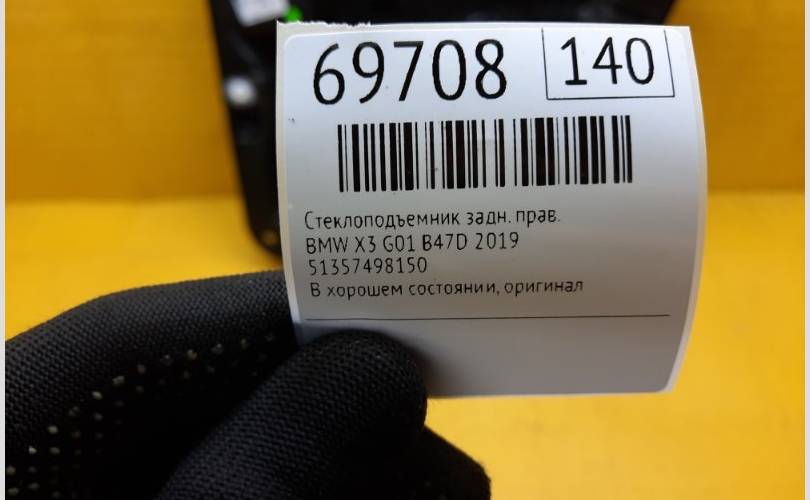 69708 140
Стеклоподъемник задн. прав.
BMW X3 G01 B47D 2019
51357498150
В хорошем состоянии, оригинал